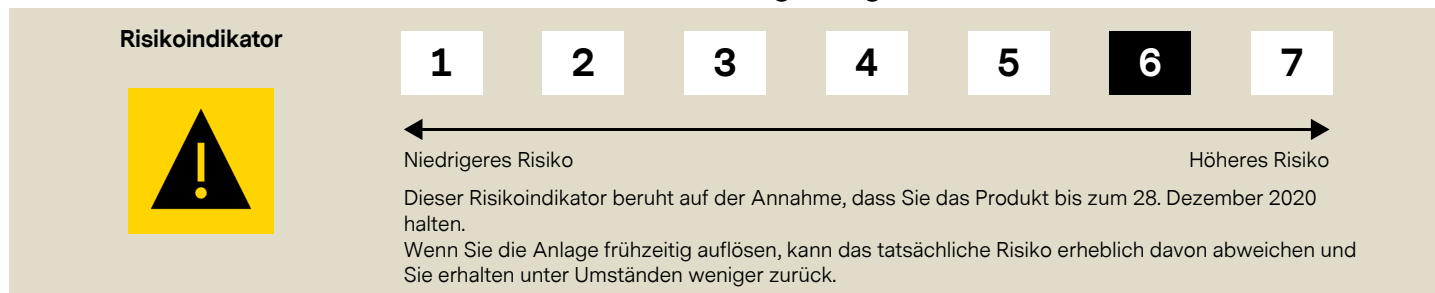 Risikoindikator
1 2 3 4 5 6 7
Niedrigeres Risiko Höheres Risiko
Dieser Risikoindikator beruht auf der Annahme, dass Sie das Produkt bis zum 28. Dezember 2020
halten.
Wenn Sie die Anlage frühzeitig auflösen, kann das tatsächliche Risiko erheblich davon abweichen und
Sie erhalten unter Umständen weniger zurück.